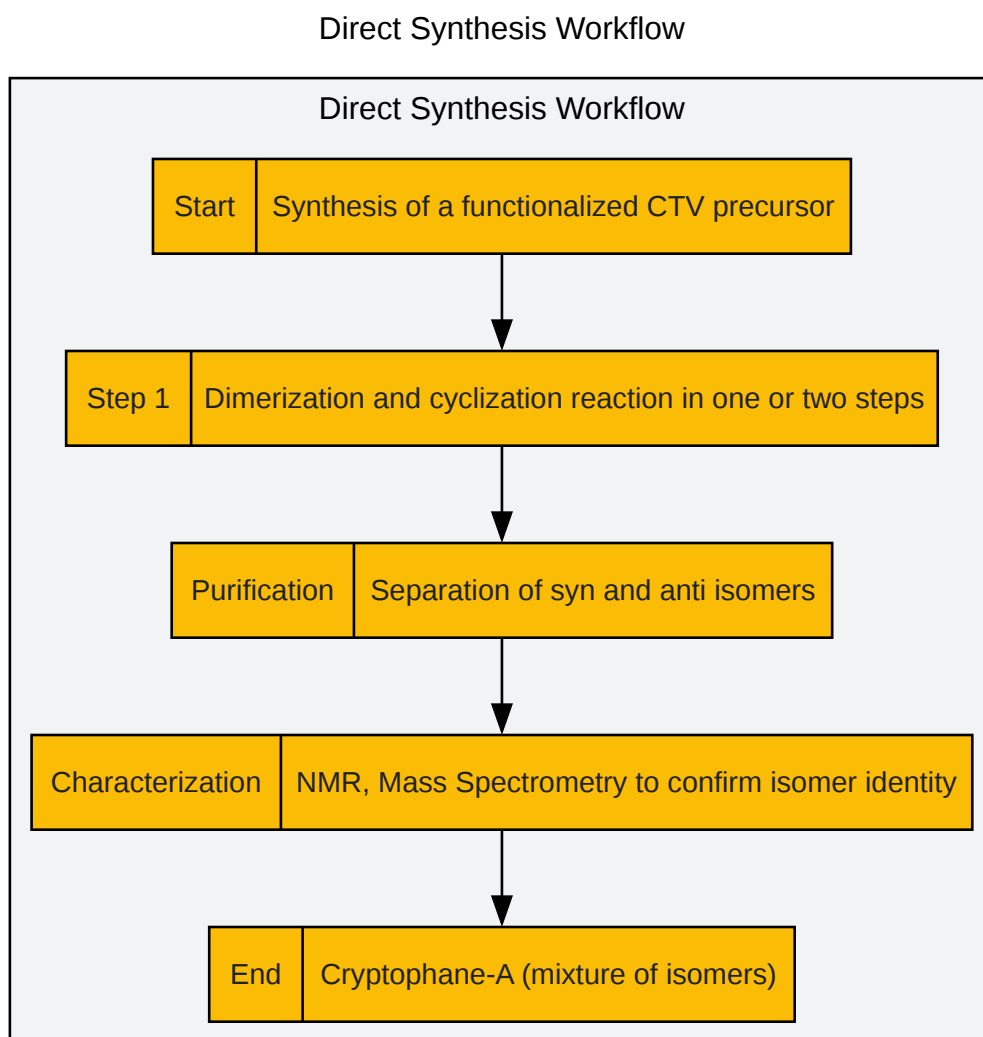 Direct Synthesis Workflow
Direct Synthesis Workflow
Start Synthesis of a functionalized CTV precursor
Step 1 Dimerization and cyclization reaction in one or two steps
Purification Separation of syn and anti isomers
Characterization NMR, Mass Spectrometry to confirm isomer identity
End Cryptophane-A (mixture of isomers)